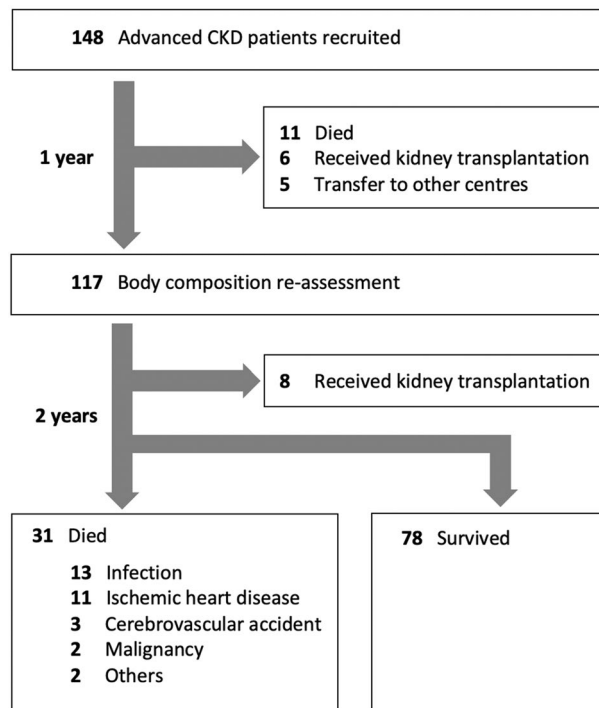 148 Advanced CKD patients recruited
1 year
11 Died
6 Received kidney transplantation
5 Transfer to other centres
117 Body composition re-assessment
8 Received kidney transplantation
2 years
31 Died
13 Infection
11 Ischemic heart disease
3 Cerebrovascular accident
2 Malignancy
2 Others
78 Survived